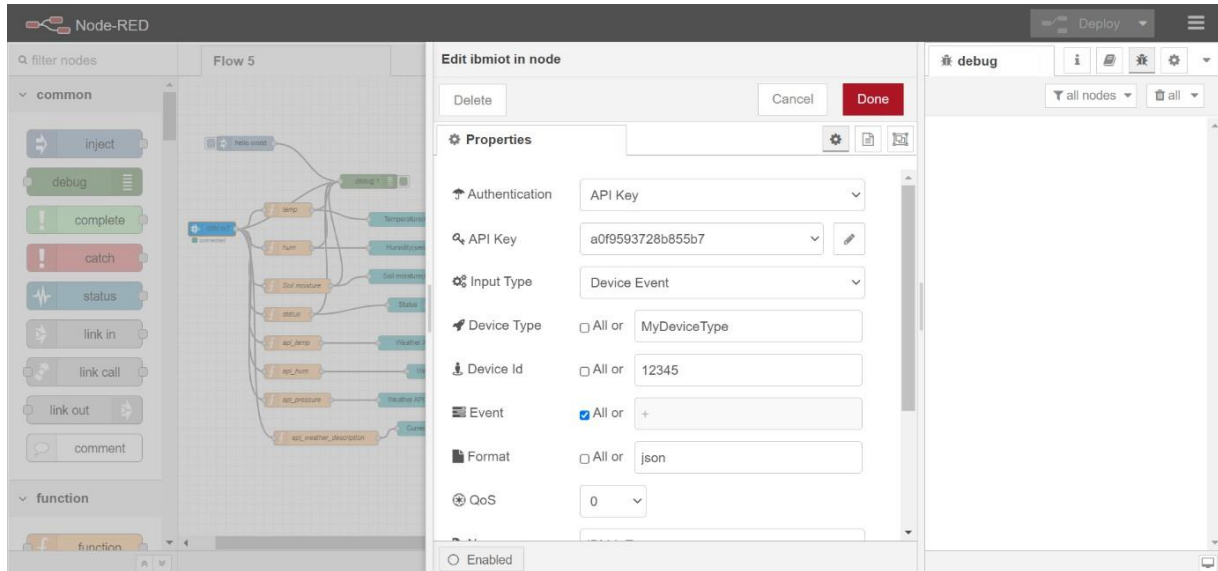 Node-RED
Deploy
filter nodes
common
inject
debug
complete
catch
status
link in
link call
link out
comment
function
function
Flow 5
hello world
debug 1
temp
hum
Soil moisture
status
api_temp
api_hum
api_pressure
api_weather_description
connected
Status
Weather API
Edit ibmiot in node
Delete
Cancel
Done
Properties
Authentication
API Key
API Key
a0f9593728b855b7
Input Type
Device Event
Device Type
All or
MyDeviceType
Device Id
All or
12345
Event
All or
+
Format
All or
json
QoS
0
Enabled
debug
i
all nodes
all